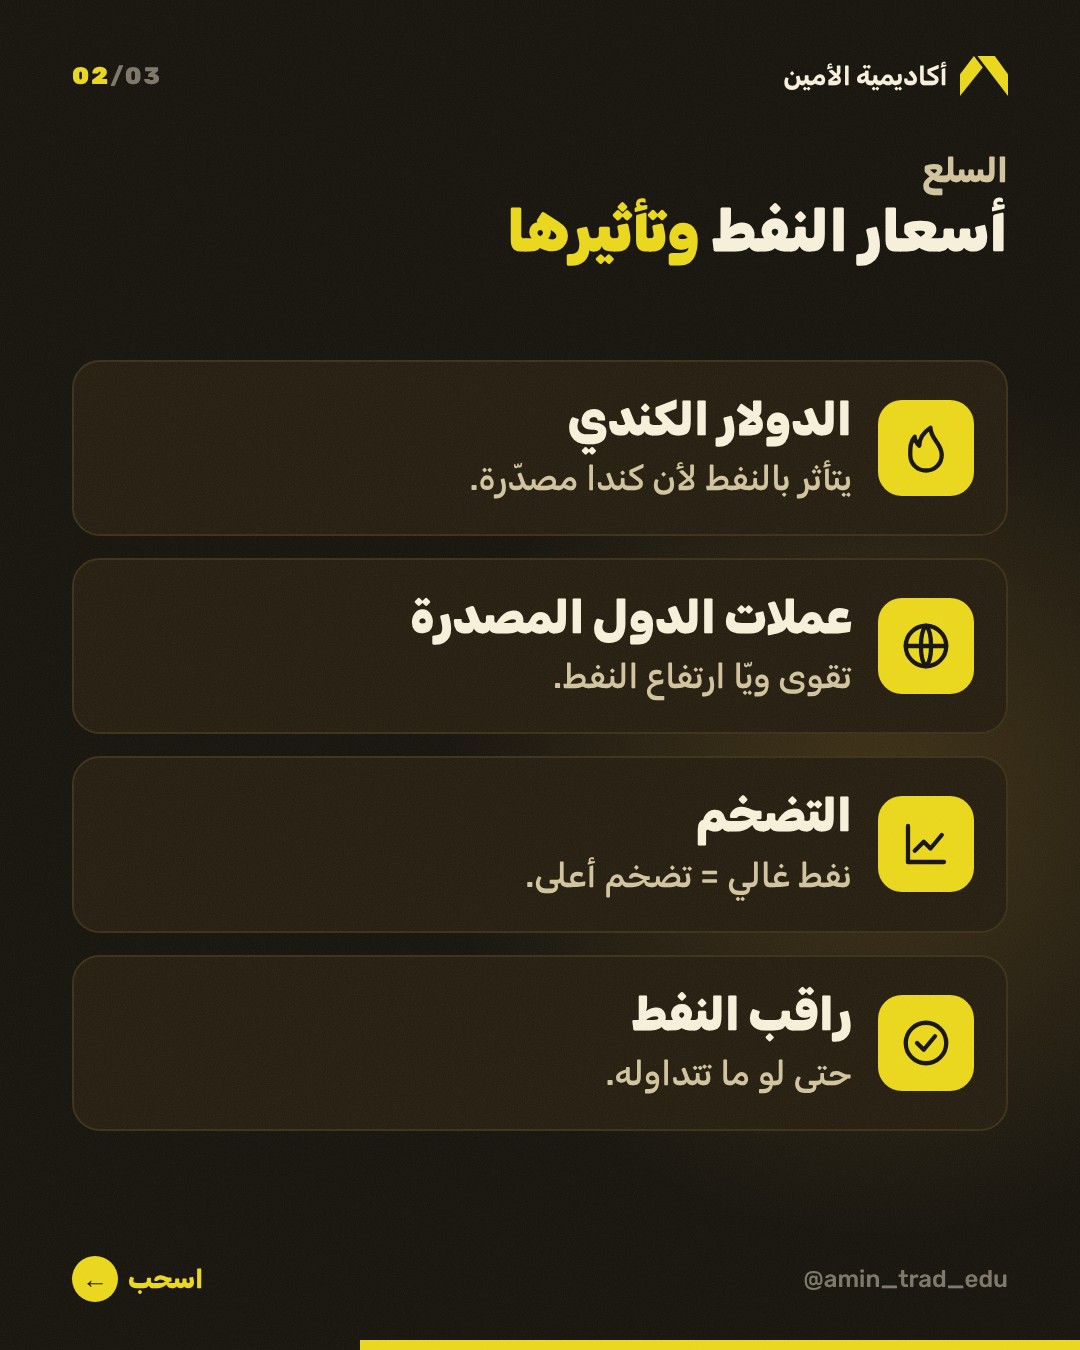 أكاديمية الأمين
02/03
السلع
أسعار النفط وتأثيرها
الدولار الكندي
يتأثر بالنفط لأن كندا مصدّرة.
عملات الدول المصدرة
تقوى ويّا ارتفاع النفط.
التضخم
نفط غالي = تضخم أعلى.
راقب النفط
حتى لو ما تتداوله.
@amin_trad_edu
اسحب ←